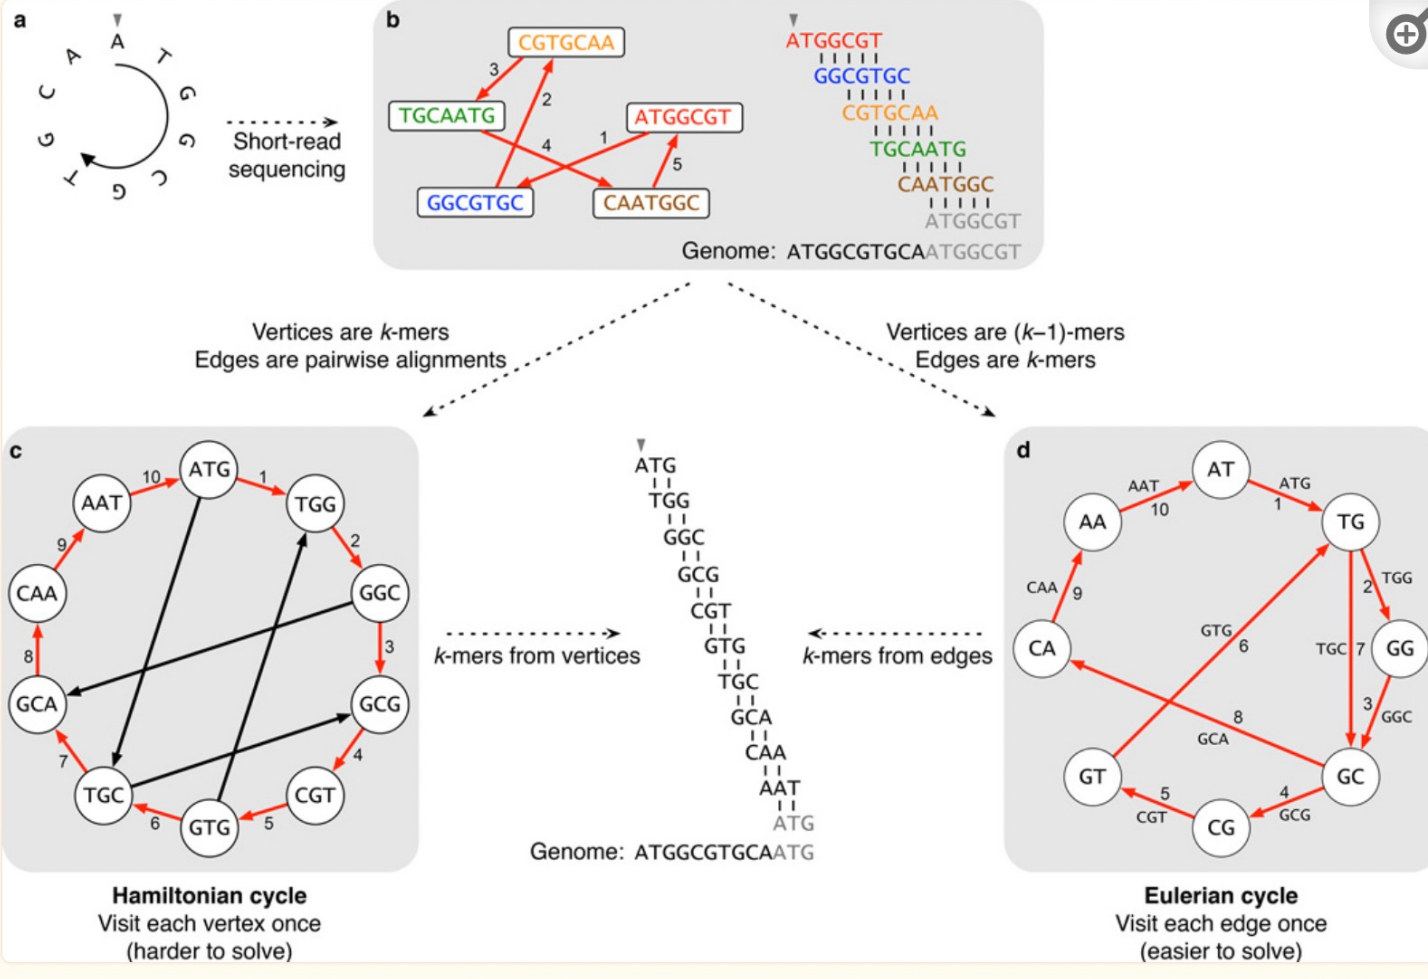 a
A
T
G
G
C
G
T
G
C
A
Short-read
sequencing
b
CGTGCAA
TGCAATG
ATGGCGT
GGCGTGC
CAATGGC
3
2
1
4
5
ATGGCGT
GGCGTGC
CGTGCAA
TGCAATG
CAATGGC
ATGGCGT
Genome: ATGGCGTGCAATGGCGT
Vertices are k-mers
Edges are pairwise alignments
Vertices are (k–1)-mers
Edges are k-mers
c
ATG
TGG
GGC
GCG
CGT
GTG
TGC
GCA
CAA
AAT
1
2
3
4
5
6
7
8
9
10
Hamiltonian cycle
Visit each vertex once
(harder to solve)
k-mers from vertices
ATG
TGG
GGC
GCG
CGT
GTG
TGC
GCA
CAA
AAT
ATG
Genome: ATGGCGTGCAATG
k-mers from edges
d
AT
TG
GG
GC
CG
GT
CA
AA
ATG
1
TGG
2
GGC
3
4
GCG
5
CGT
GTG
6
TGC 7
8
GCA
CAA
9
AAT
10
Eulerian cycle
Visit each edge once
(easier to solve)